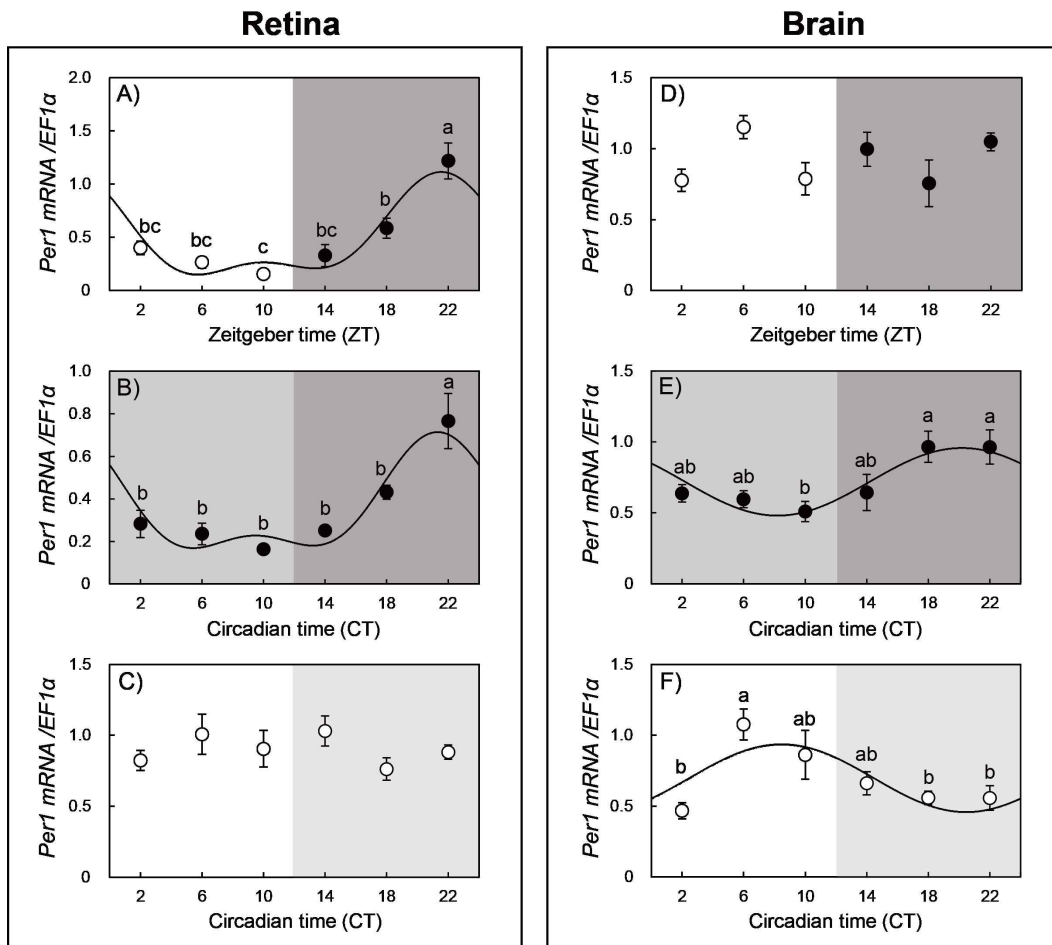 Retina
Brain
A)
Per1 mRNA /EF1α
2.0
1.5
1.0
0.5
0
bc
bc
c
bc
b
a
2 6 10 14 18 22
Zeitgeber time (ZT)
B)
Per1 mRNA /EF1α
1.0
0.8
0.6
0.4
0.2
0
b
b
b
b
b
a
2 6 10 14 18 22
Circadian time (CT)
C)
Per1 mRNA /EF1α
1.5
1.0
0.5
0
2 6 10 14 18 22
Circadian time (CT)
D)
Per1 mRNA /EF1α
1.5
1.0
0.5
0
2 6 10 14 18 22
Zeitgeber time (ZT)
E)
Per1 mRNA /EF1α
1.5
1.0
0.5
0
ab
ab
b
ab
a
a
2 6 10 14 18 22
Circadian time (CT)
F)
Per1 mRNA /EF1α
1.5
1.0
0.5
0
b
a
ab
ab
b
b
2 6 10 14 18 22
Circadian time (CT)